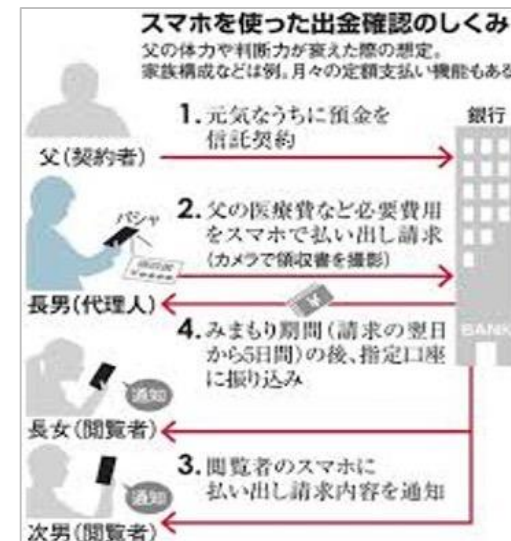 スマホを使った出金確認のしくみ
父の体力や判断力が衰えた際の想定。
家族構成などは例。月々の定額支払い機能もある
1. 元気なうちに預金を
信託契約
銀行
父(契約者)
2. 父の医療費など必要費用
をスマホで払い出し請求
(カメラで領収書を撮影)
パシャ
長男(代理人)
¥
BANK
4. みまもり期間(請求の翌日
から5日間)の後、指定口座
に振り込み
通知
長女(閲覧者)
3. 閲覧者のスマホに
払い出し請求内容を通知
通知
次男(閲覧者)